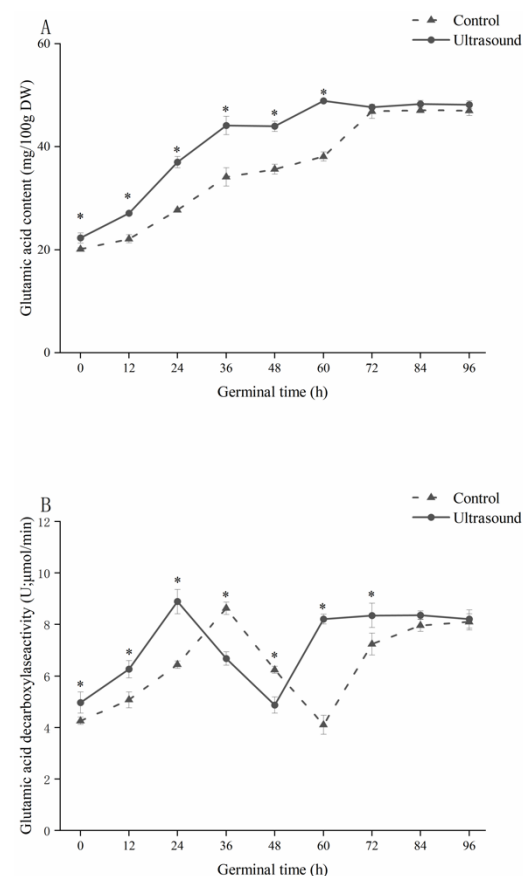 A
Control
Ultrasound
Glutamic acid content (mg/100g DW)
60
40
20
0
* * * * * *
0 12 24 36 48 60 72 84 96
Germinal time (h)
B
Control
Ultrasound
Glutamic acid decarboxylaseactivity (U;μmol/min)
12
10
8
6
4
2
0
* * * * * * *
0 12 24 36 48 60 72 84 96
Germinal time (h)